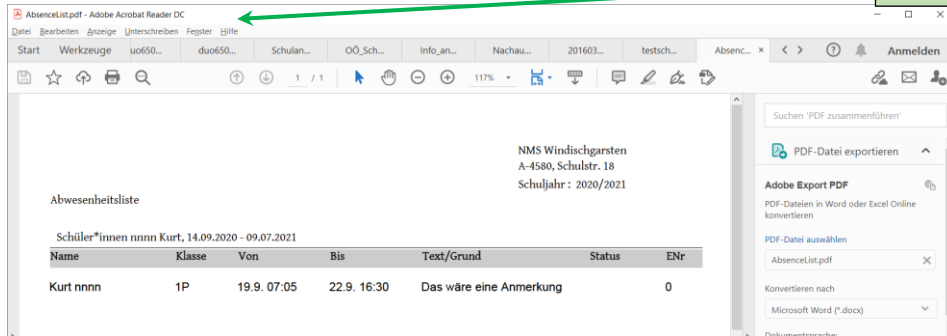 AbsenceList.pdf - Adobe Acrobat Reader DC
Datei Bearbeiten Anzeige Unterschreiben Fenster Hilfe
Start Werkzeuge uo650... duo650... Schulan... OÖ_Sch... Info_an... Nachau... 201603... testsch... Absenc... × ? Anmelden
1 / 1 117%
Suchen 'PDF zusammenführen'
NMS Windischgarsten
A-4580, Schulstr. 18
Schuljahr : 2020/2021
PDF-Datei exportieren
Adobe Export PDF
PDF-Dateien in Word oder Excel Online
konvertieren
PDF-Datei auswählen
AbsenceList.pdf ×
Konvertieren nach
Microsoft Word (*.docx)
Dokumentsprache:
Abwesenheitsliste
Schüler*innen nnnn Kurt, 14.09.2020 - 09.07.2021
Name Klasse Von Bis Text/Grund Status ENr
Kurt nnnn 1P 19.9. 07:05 22.9. 16:30 Das wäre eine Anmerkung 0